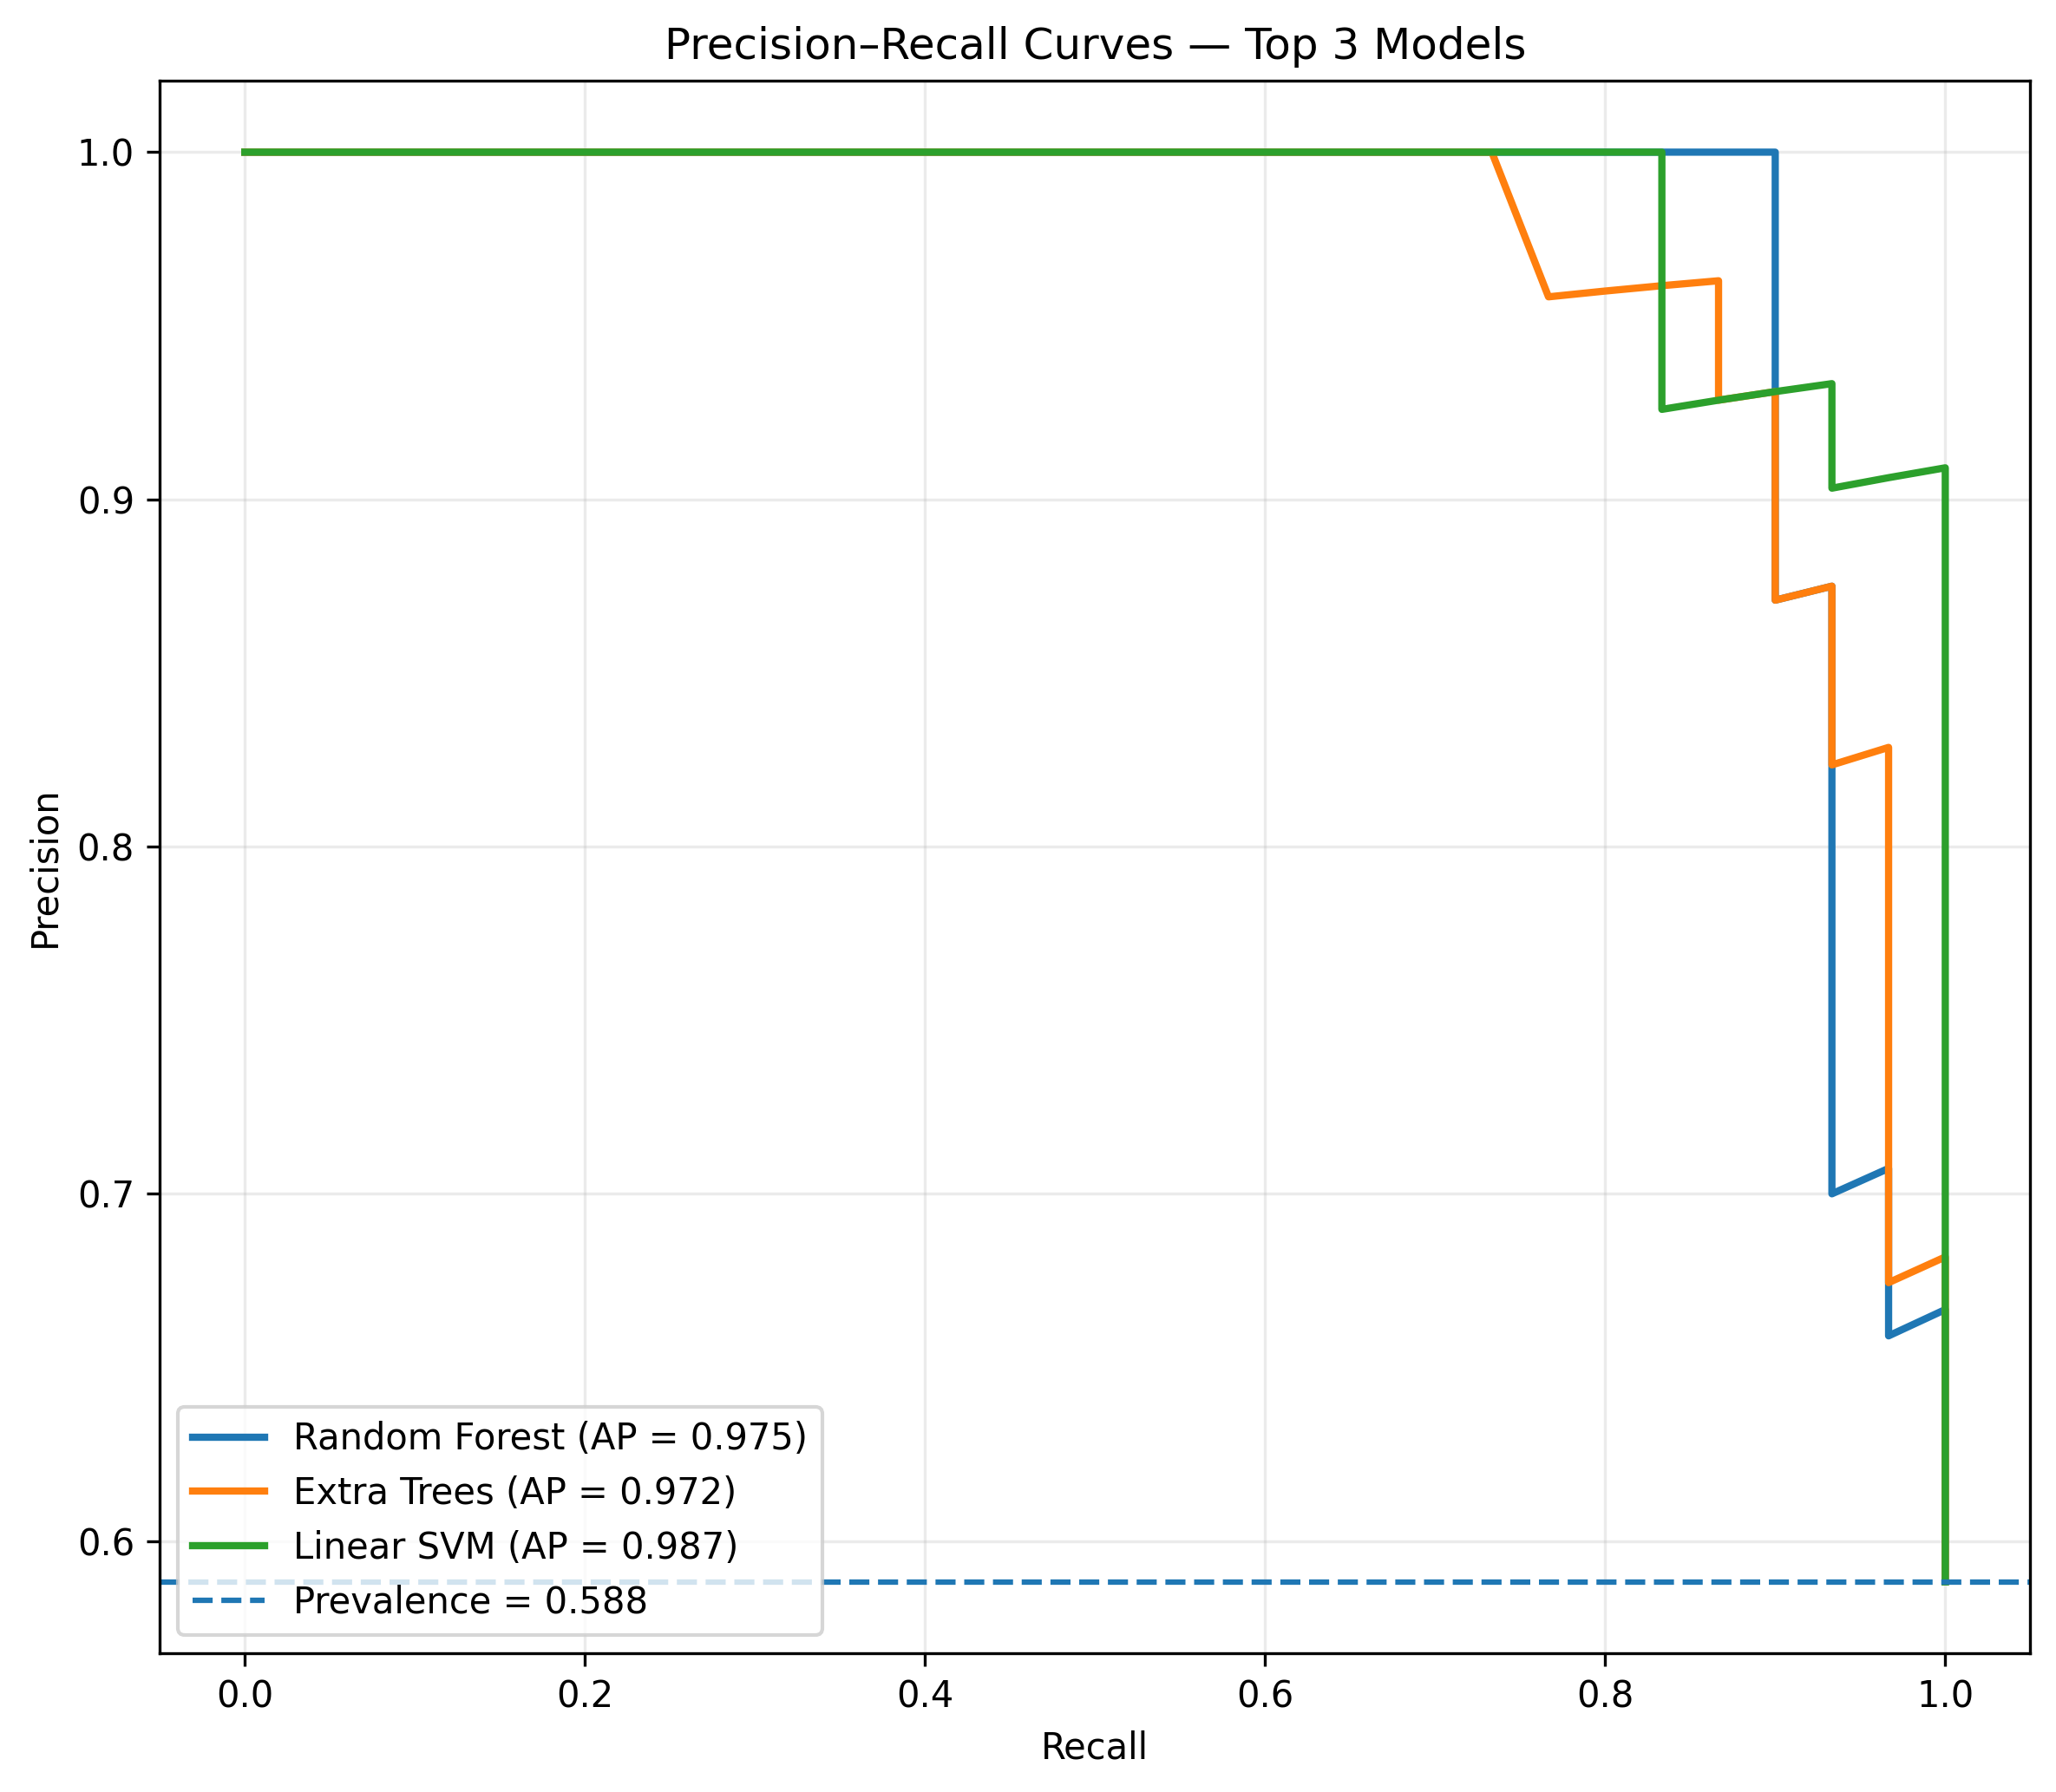 Precision–Recall Curves — Top 3 Models
1.0
0.9
0.8
0.7
0.6
Precision
Random Forest (AP = 0.975)
Extra Trees (AP = 0.972)
Linear SVM (AP = 0.987)
Prevalence = 0.588
0.0 0.2 0.4 0.6 0.8 1.0
Recall